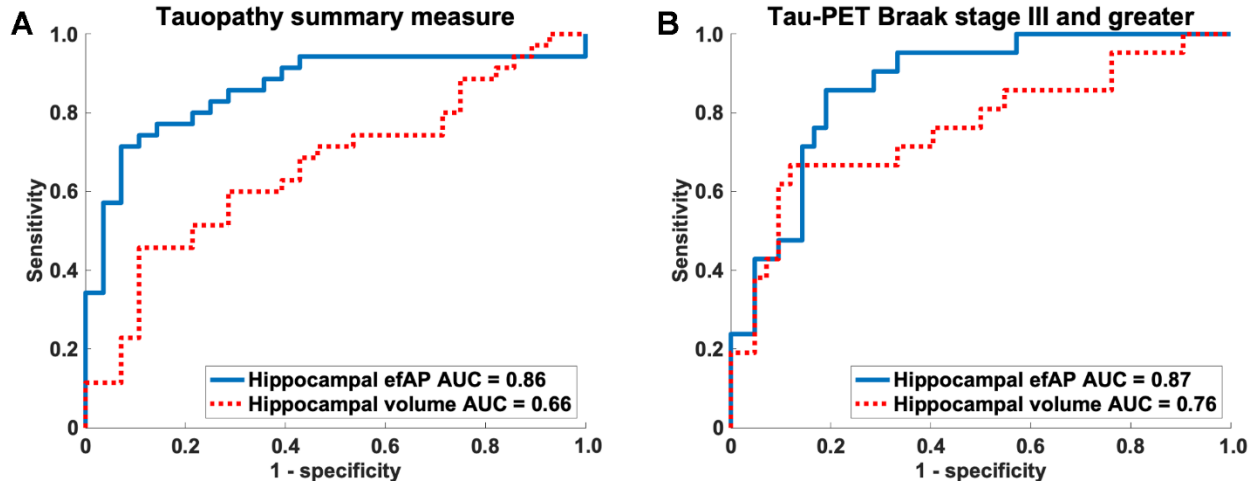 A
Tauopathy summary measure
1.0
0.8
0.6
0.4
0.2
0
Sensitivity
Hippocampal efAP AUC = 0.86
Hippocampal volume AUC = 0.66
0
0.2
0.4
0.6
0.8
1.0
1 - specificity
B
Tau-PET Braak stage III and greater
1.0
0.8
0.6
0.4
0.2
0
Sensitivity
Hippocampal efAP AUC = 0.87
Hippocampal volume AUC = 0.76
0
0.2
0.4
0.6
0.8
1.0
1 - specificity